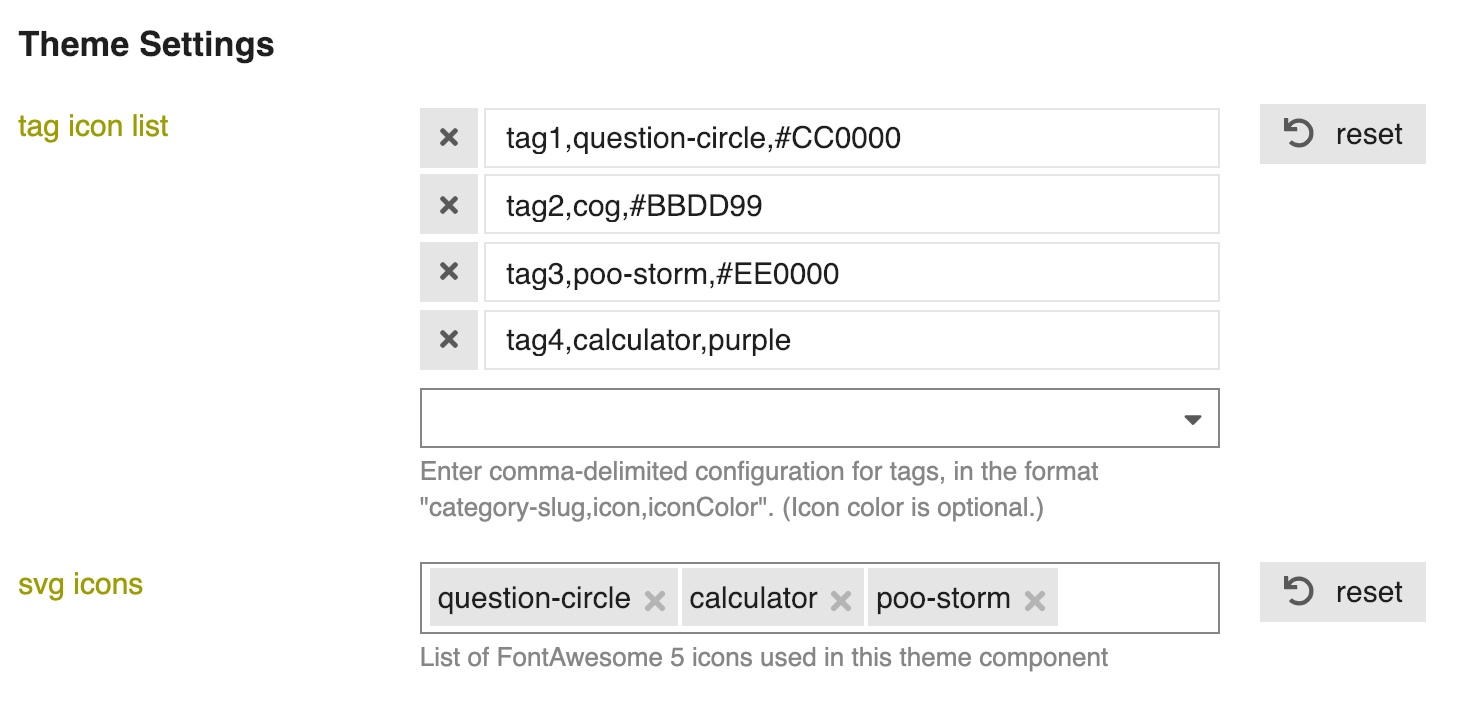 Theme Settings
tag icon list
tag1,question-circle,#CC0000
reset
tag2,cog,#BBDD99
tag3,poo-storm,#EE0000
tag4,calculator,purple
Enter comma-delimited configuration for tags, in the format
"category-slug,icon,iconColor". (Icon color is optional.)
svg icons
question-circle calculator poo-storm
reset
List of FontAwesome 5 icons used in this theme component